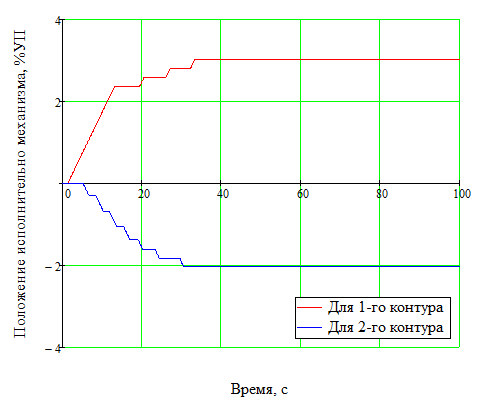 Положение исполнительно механизма, %УП
4
2
− 2
− 4
0 20 40 60 80 100
Для 1-го контура
Для 2-го контура
Время, с